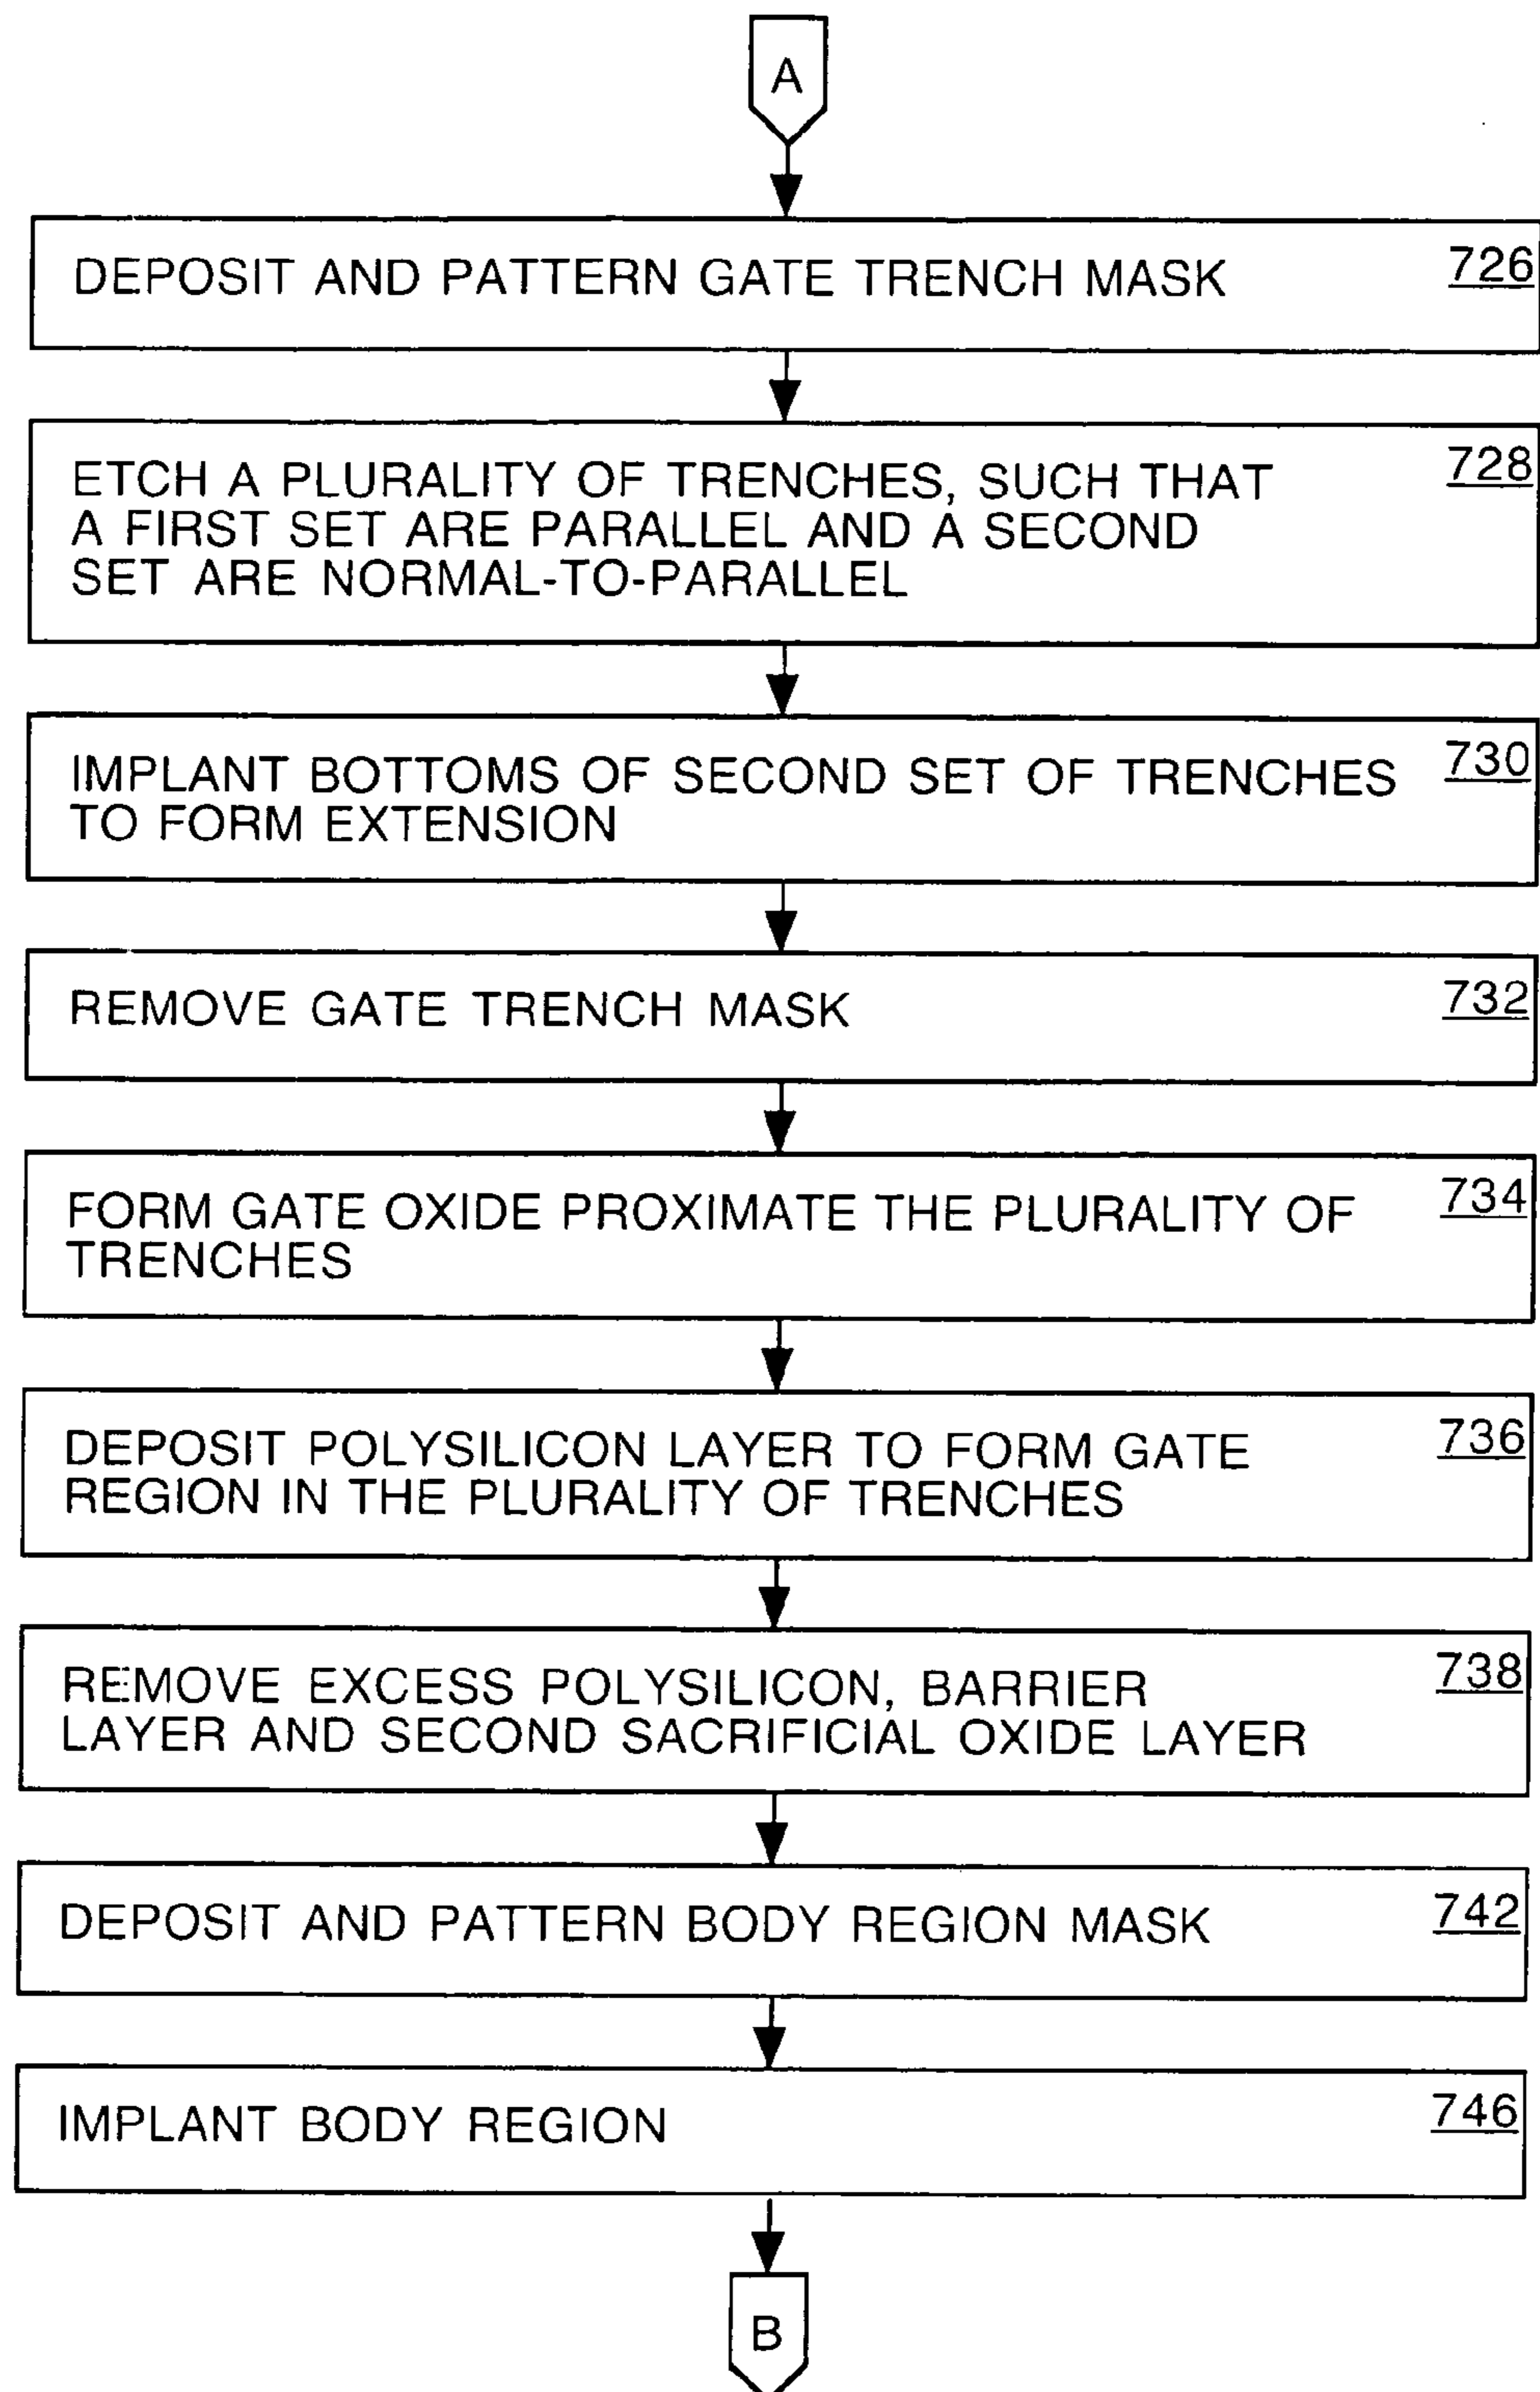 A
DEPOSIT AND PATTERN GATE TRENCH MASK 726
ETCH A PLURALITY OF TRENCHES, SUCH THAT 728
A FIRST SET ARE PARALLEL AND A SECOND
SET ARE NORMAL-TO-PARALLEL
IMPLANT BOTTOMS OF SECOND SET OF TRENCHES 730
TO FORM EXTENSION
REMOVE GATE TRENCH MASK 732
FORM GATE OXIDE PROXIMATE THE PLURALITY OF 734
TRENCHES
DEPOSIT POLYSILICON LAYER TO FORM GATE 736
REGION IN THE PLURALITY OF TRENCHES
REMOVE EXCESS POLYSILICON, BARRIER 738
LAYER AND SECOND SACRIFICIAL OXIDE LAYER
DEPOSIT AND PATTERN BODY REGION MASK 742
IMPLANT BODY REGION 746
B